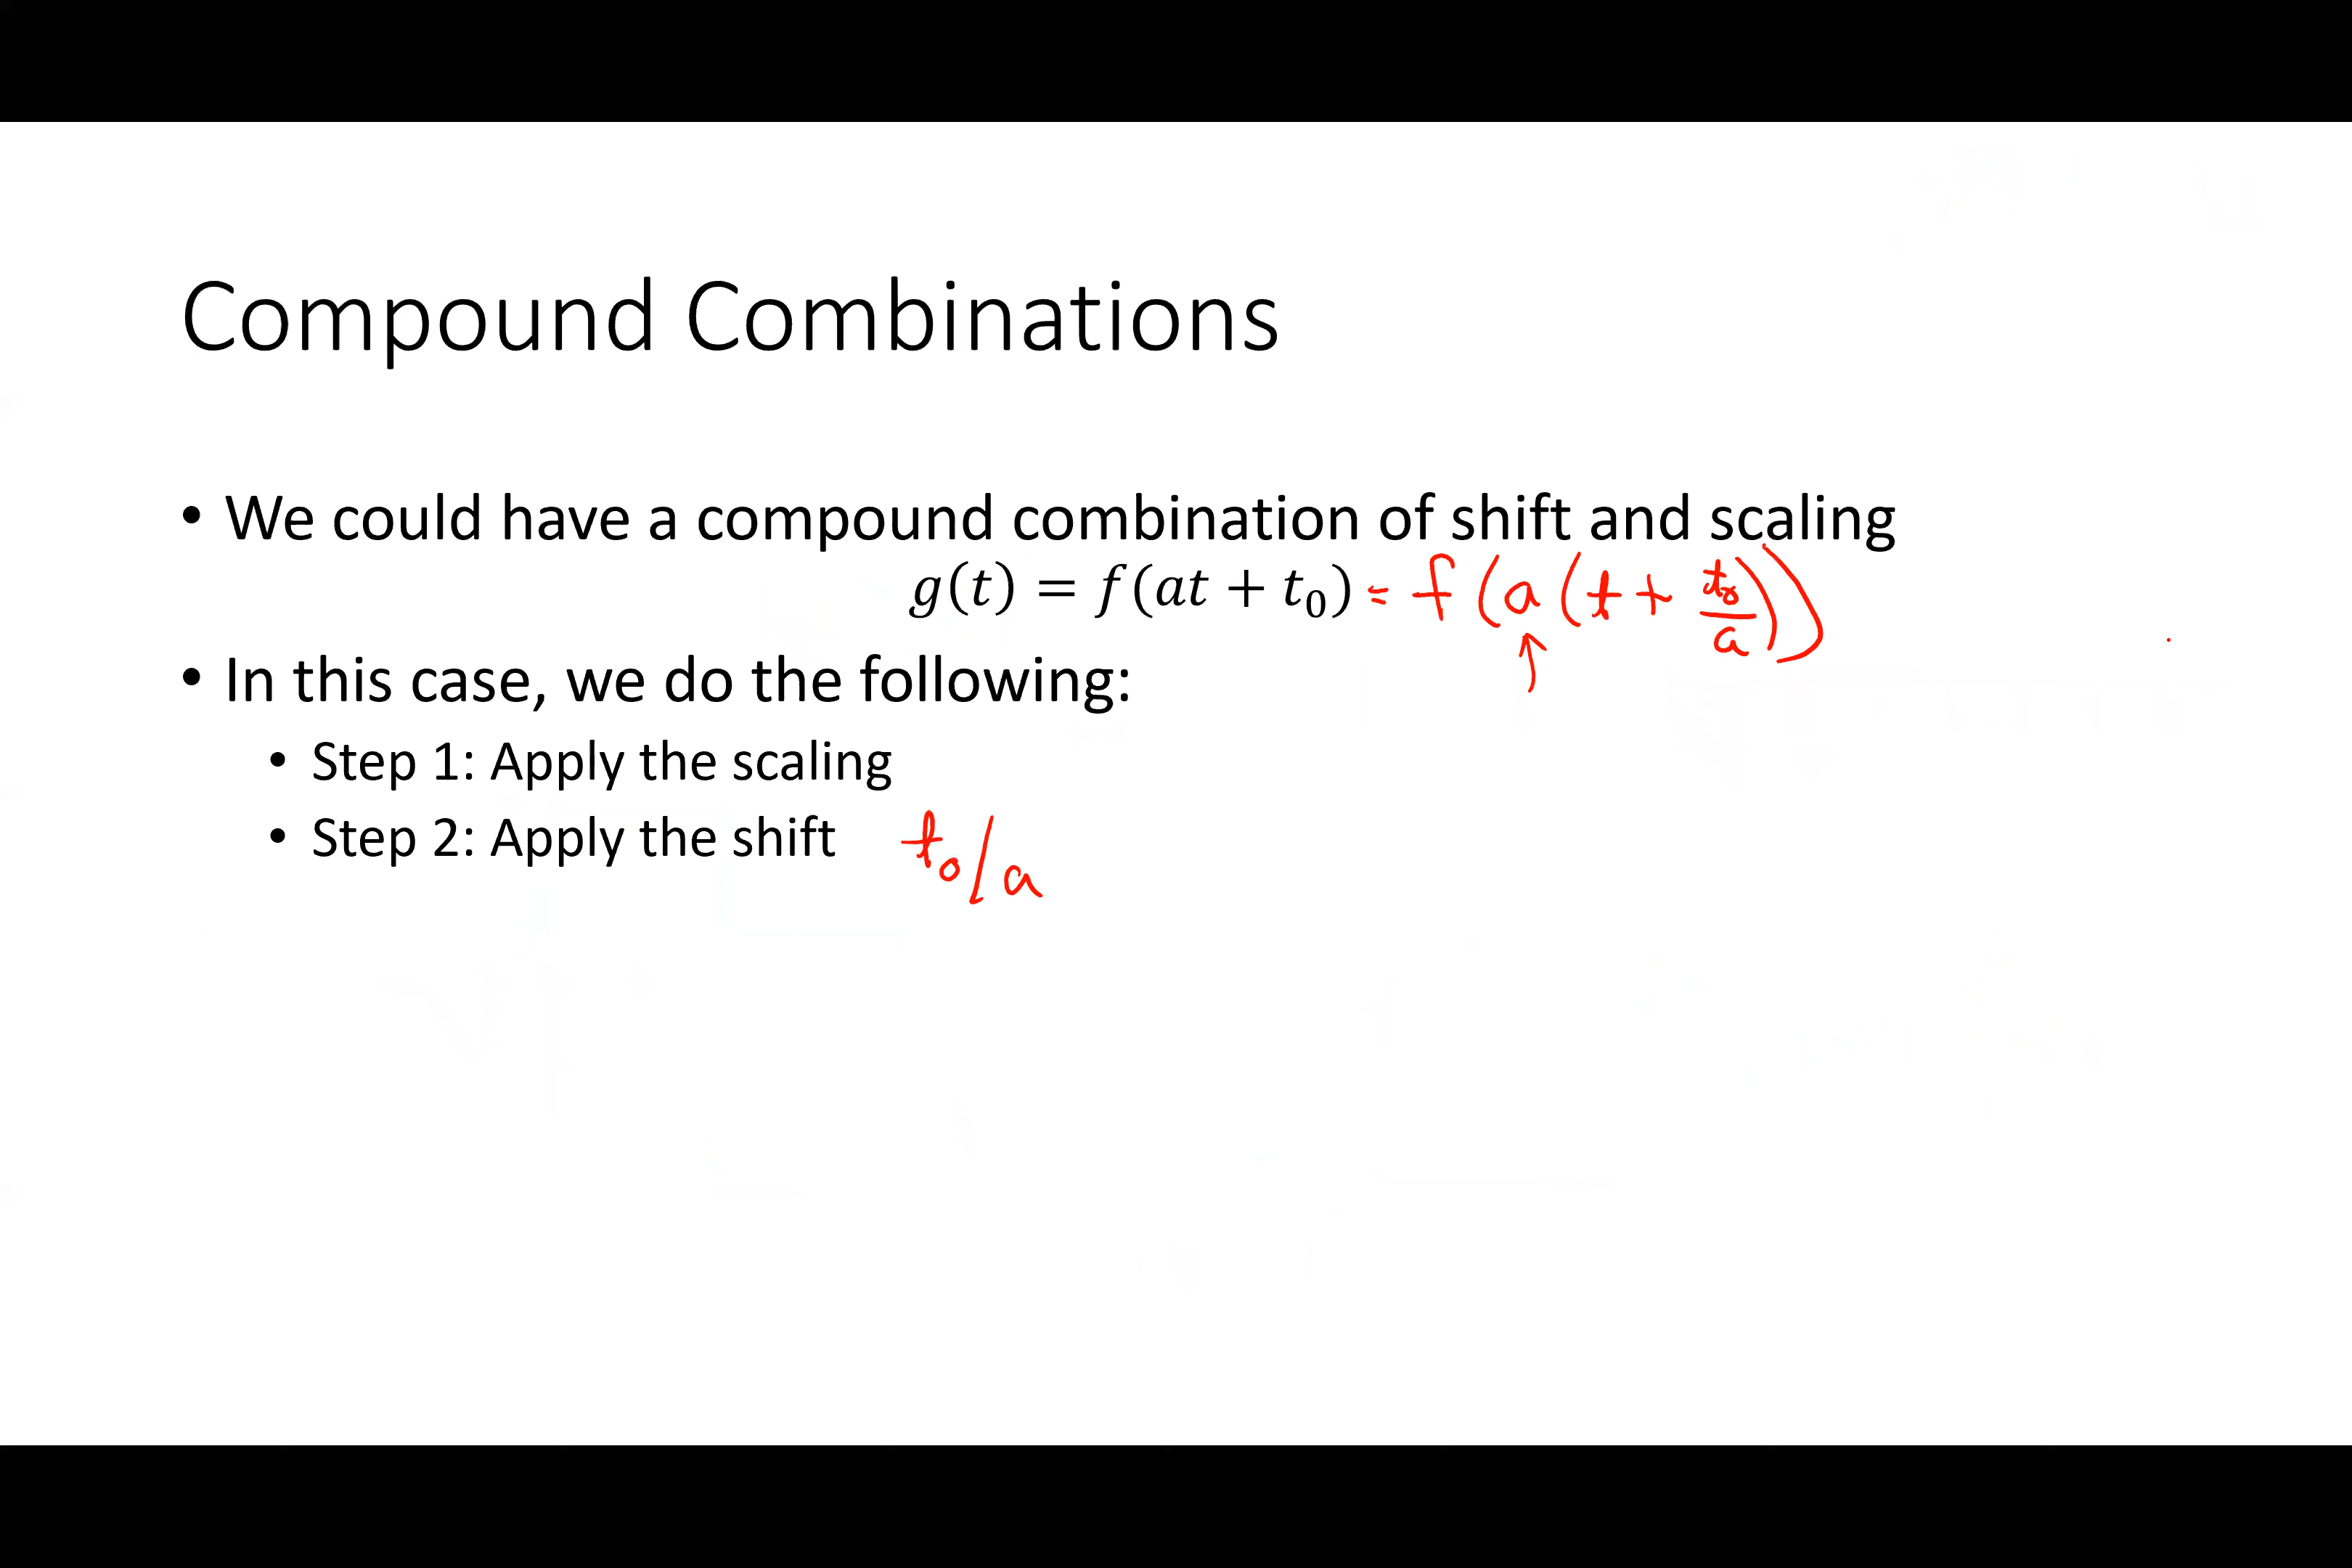 Compound Combinations
• We could have a compound combination of shift and scaling
g(t) = f(at + t₀) = f(a(t + t₀/a))
• In this case, we do the following:
• Step 1: Apply the scaling
• Step 2: Apply the shift t₀/a